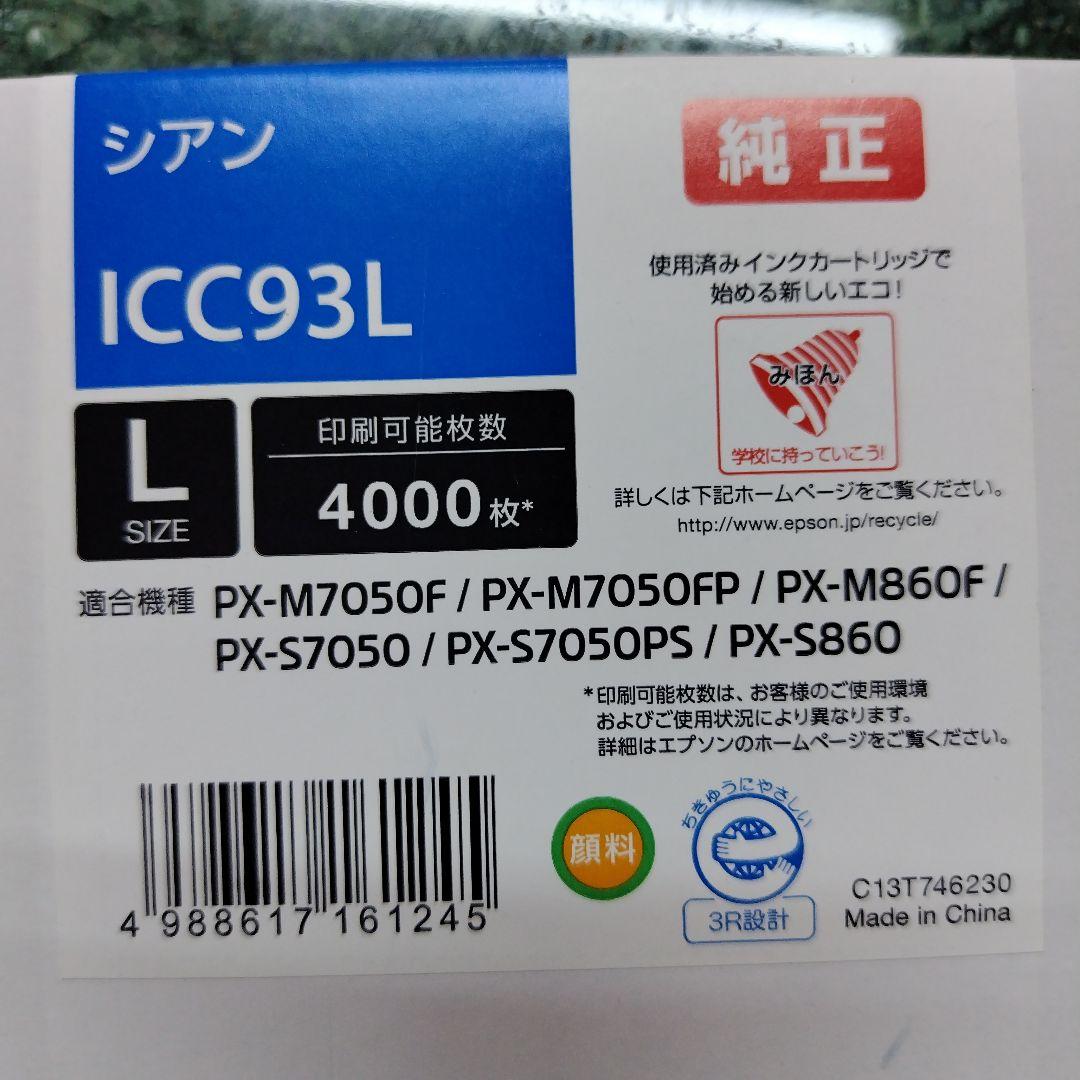 シアン
ICC93L
L
SIZE
印刷可能枚数
4000枚*
純正
使用済みインクカートリッジで
始める新しいエコ!
みほん
学校に持っていこう!
詳しくは下記ホームページをご覧ください。
http://www.epson.jp/recycle/
適合機種 PX-M7050F / PX-M7050FP / PX-M860F /
PX-S7050 / PX-S7050PS / PX-S860
*印刷可能枚数は、お客様のご使用環境
およびご使用状況により異なります。
詳細はエプソンのホームページをご覧ください。
4 988617 161245
顔料
ちきゅうにやさしい
3R設計
C13T746230
Made in China